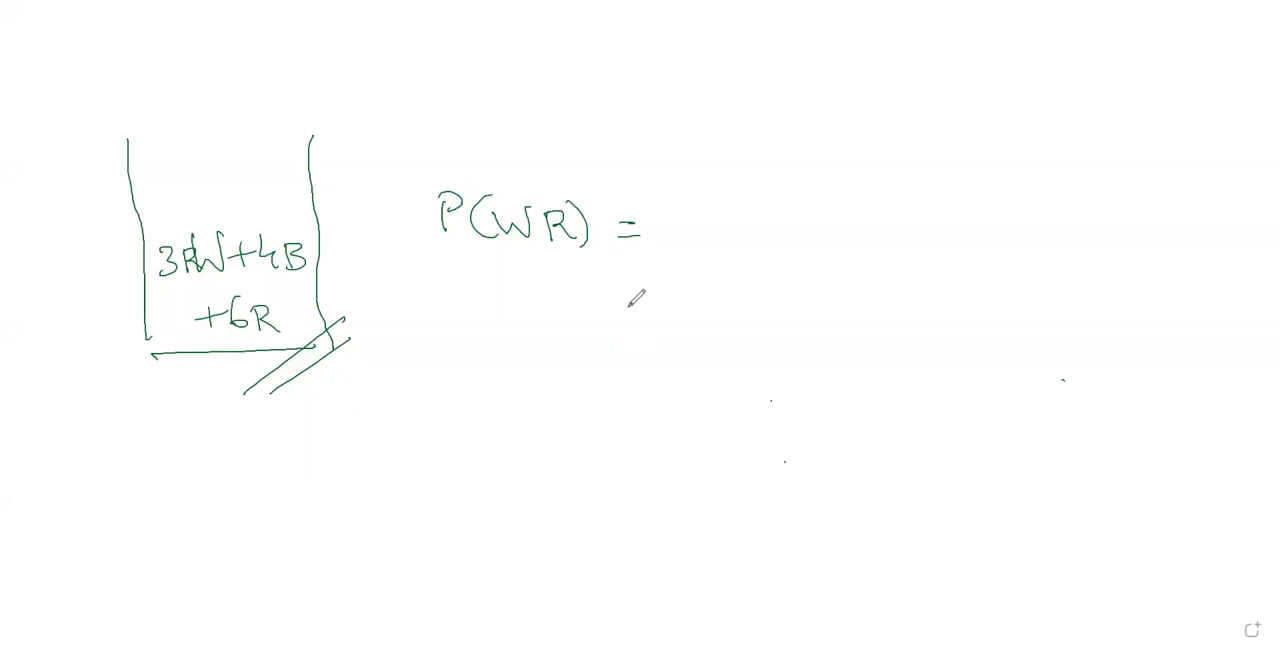 3W+4B
+6R
P(WR) =